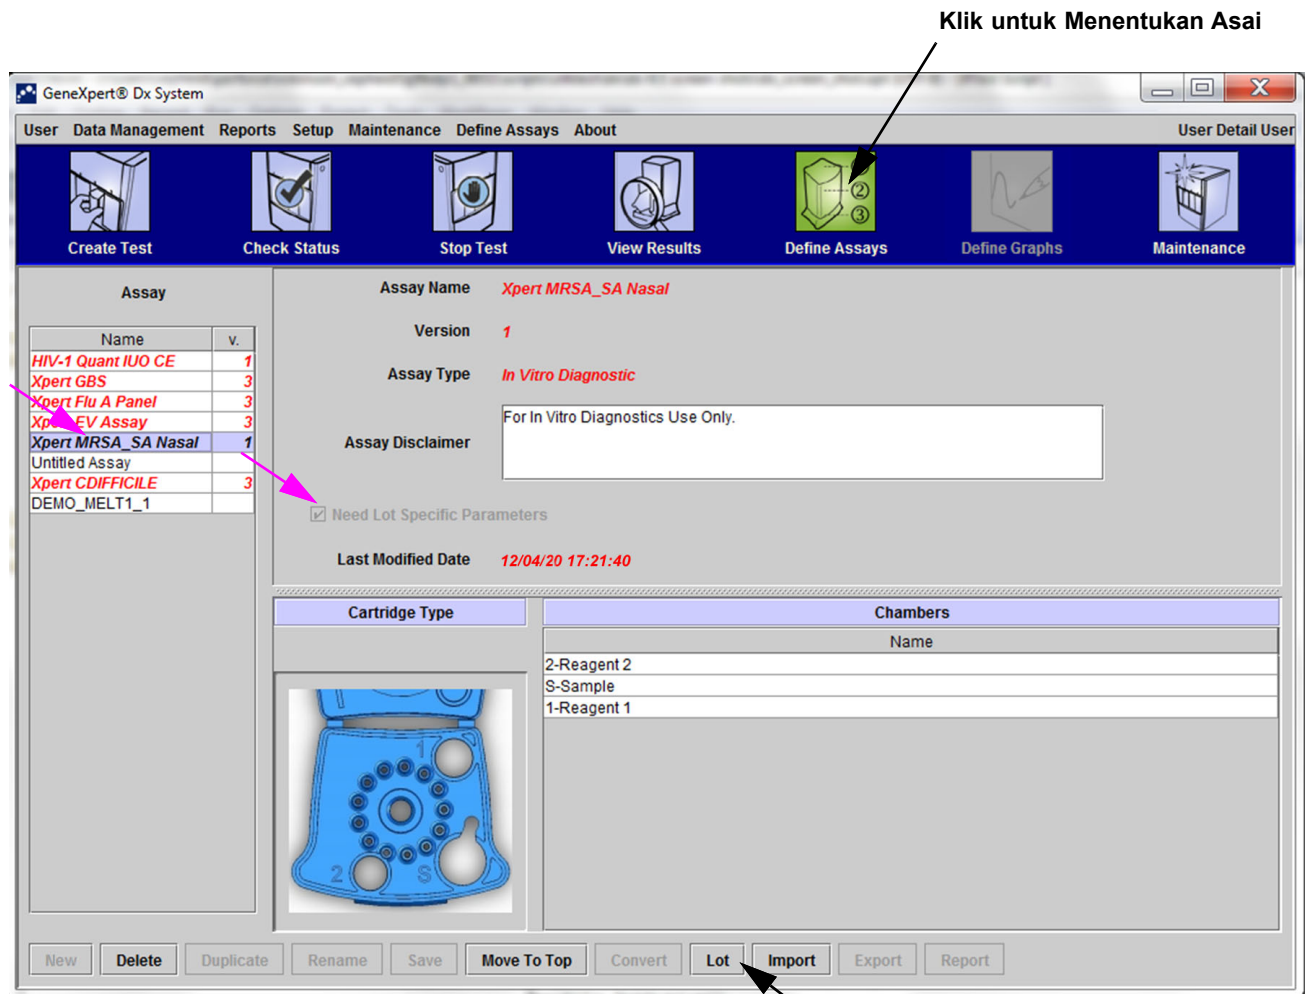 Klik untuk Menentukan Asai
GeneXpert® Dx System
User Data Management Reports Setup Maintenance Define Assays About User Detail User
Create Test Check Status Stop Test View Results Define Assays Define Graphs Maintenance
② 
③
Assay
Name v.
HIV-1 Quant IUO CE 1
Xpert GBS 3
Xpert Flu A Panel 3
Xpert EV Assay 3
Xpert MRSA_SA Nasal 1
Untitled Assay
Xpert CDIFFICILE 3
DEMO_MELT1_1
Assay Name Xpert MRSA_SA Nasal
Version 1
Assay Type In Vitro Diagnostic
Assay Disclaimer For In Vitro Diagnostics Use Only.
Need Lot Specific Parameters
Last Modified Date 12/04/20 17:21:40
Cartridge Type
1
2 S
Chambers
Name
2-Reagent 2
S-Sample
1-Reagent 1
New Delete Duplicate Rename Save Move To Top Convert Lot Import Export Report